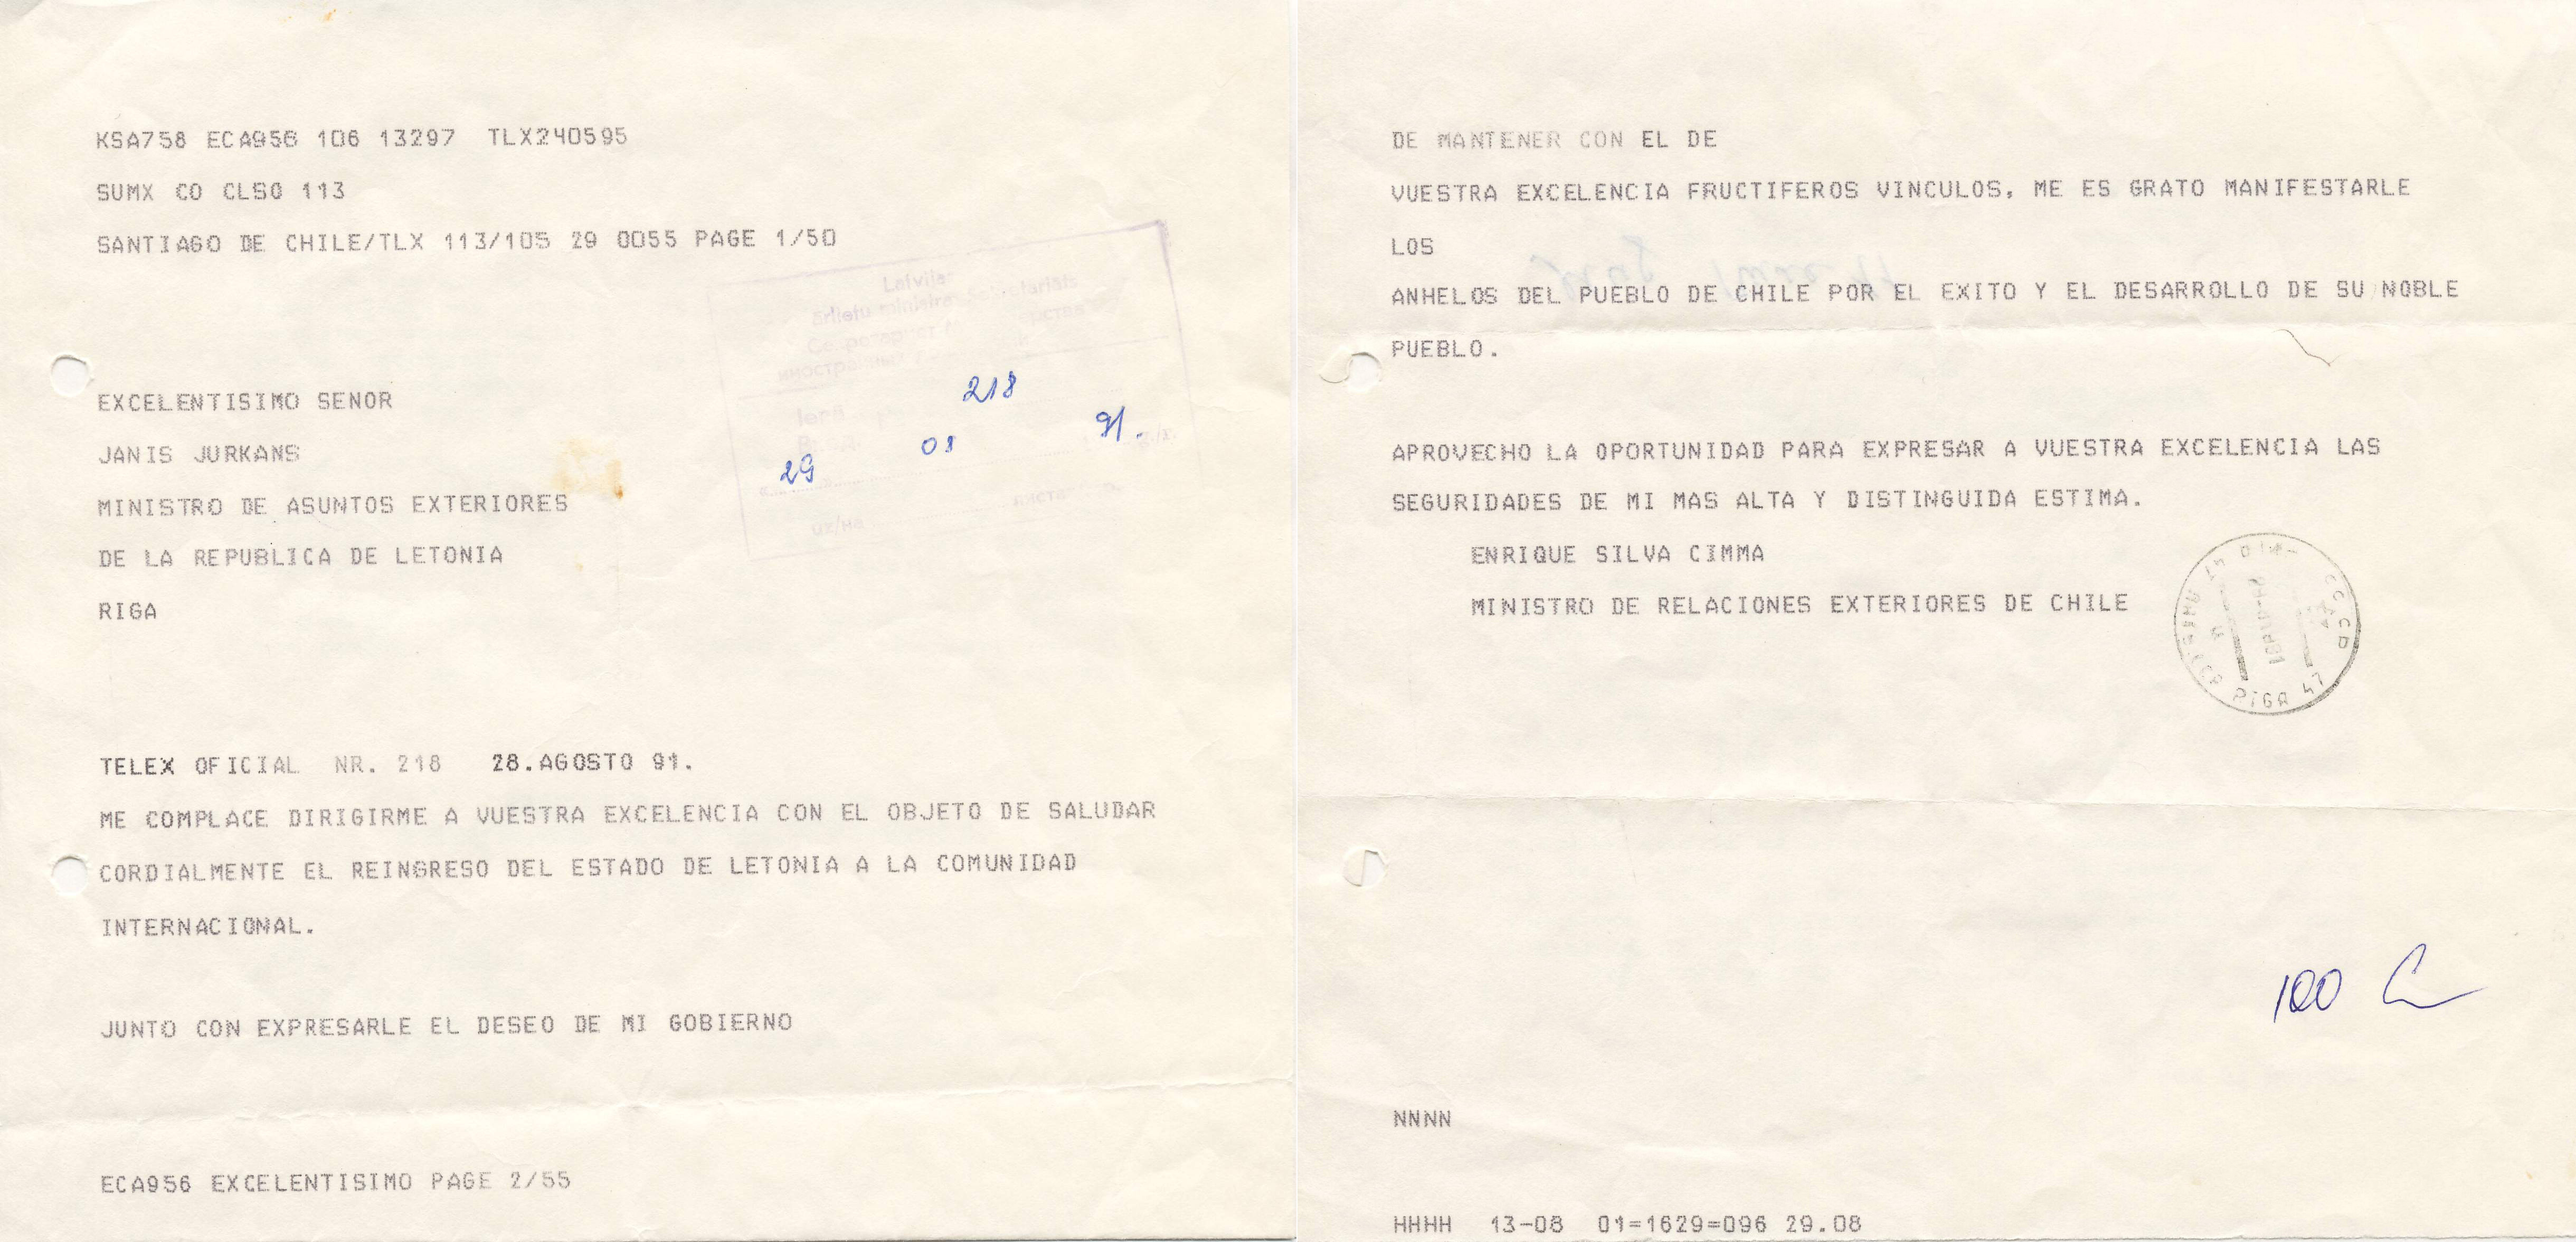 KSA758 ECA956 106 13297 TLX240595
SUMX CO CLSG 113
SANTIAGO DE CHILE/TLX 113/105 29 0055 PAGE 1/50
Latvijas
Ārlietu
218
29 08 91.
EXCELENTISIMO SENOR
JANIS JURKANS
MINISTRO DE ASUNTOS EXTERIORES
DE LA REPUBLICA DE LETONIA
RIGA
TELEX OFICIAL NR. 218 28.AGOSTO 91.
ME COMPLACE DIRIGIRME A VUESTRA EXCELENCIA CON EL OBJETO DE SALUDAR
CORDIALMENTE EL REINGRESO DEL ESTADO DE LETONIA A LA COMUNIDAD
INTERNACIONAL.
JUNTO CON EXPRESARLE EL DESEO DE MI GOBIERNO
ECA956 EXCELENTISIMO PAGE 2/55
DE MANTENER CON EL DE
VUESTRA EXCELENCIA FRUCTIFEROS VINCULOS, ME ES GRATO MANIFESTARLE
LOS
ANHELOS DEL PUEBLO DE CHILE POR EL EXITO Y EL DESARROLLO DE SU NOBLE
PUEBLO.
APROVECHO LA OPORTUNIDAD PARA EXPRESAR A VUESTRA EXCELENCIA LAS
SEGURIDADES DE MI MAS ALTA Y DISTINGUIDA ESTIMA.
ENRIQUE SILVA CIMMA
MINISTRO DE RELACIONES EXTERIORES DE CHILE
RIGA 47
100
NNNN
HHHH 13-08 01=1629=096 29.08